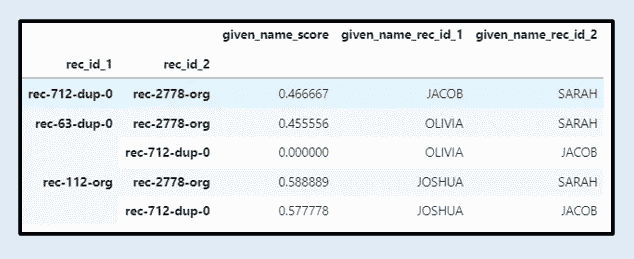 given_name_score given_name_rec_id_1 given_name_rec_id_2
rec_id_1 rec_id_2
rec-712-dup-0 rec-2778-org 0.466667 JACOB SARAH
rec-63-dup-0 rec-2778-org 0.455556 OLIVIA SARAH
rec-712-dup-0 0.000000 OLIVIA JACOB
rec-112-org rec-2778-org 0.588889 JOSHUA SARAH
rec-712-dup-0 0.577778 JOSHUA JACOB